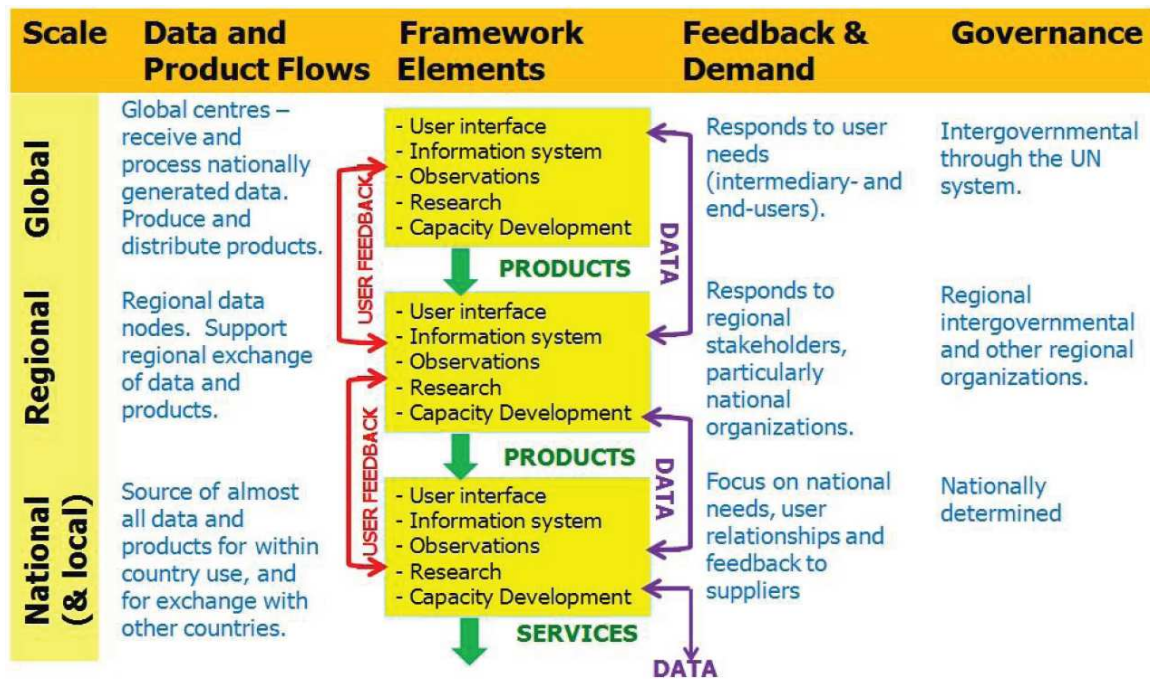 Scale
Data and
Product Flows
Framework
Elements
Feedback &
Demand
Governance
Global
Global centres –
receive and
process nationally
generated data.
Produce and
distribute products.
USER FEEDBACK
- User interface
- Information system
- Observations
- Research
- Capacity Development
PRODUCTS
DATA
Responds to user
needs
(intermediary- and
end-users).
Intergovernmental
through the UN
system.
Regional
Regional data
nodes. Support
regional exchange
of data and
products.
USER FEEDBACK
- User interface
- Information system
- Observations
- Research
- Capacity Development
PRODUCTS
DATA
Responds to
regional
stakeholders,
particularly
national
organizations.
Regional
intergovernmental
and other regional
organizations.
National
(& local)
Source of almost
all data and
products for within
country use, and
for exchange with
other countries.
- User interface
- Information system
- Observations
- Research
- Capacity Development
SERVICES
DATA
Focus on national
needs, user
relationships and
feedback to
suppliers
Nationally
determined